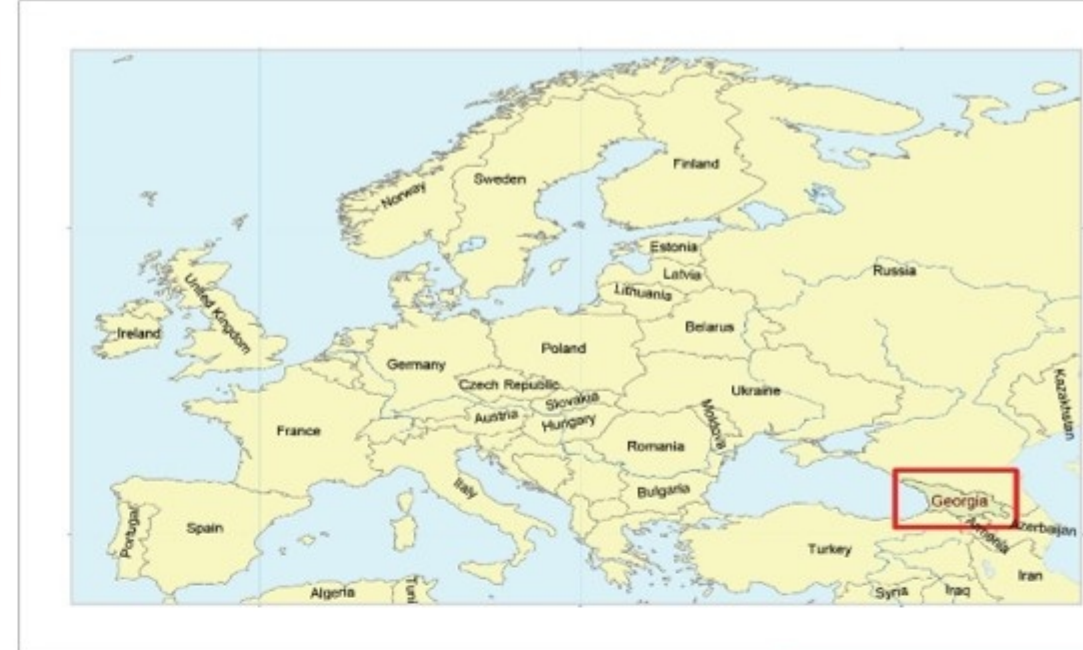 Norway
Sweden
Finland
Estonia
Latvia
Lithuania
Russia
United Kingdom
Ireland
Belarus
Poland
Germany
Czech Republic
Ukraine
Kazakhstan
Slovakia
Austria
Hungary
Moldova
France
Romania
Italy
Bulgaria
Georgia
Portugal
Spain
Armenia
Azerbaijan
Turkey
Iran
Algeria
Tuni
Syria
Iraq